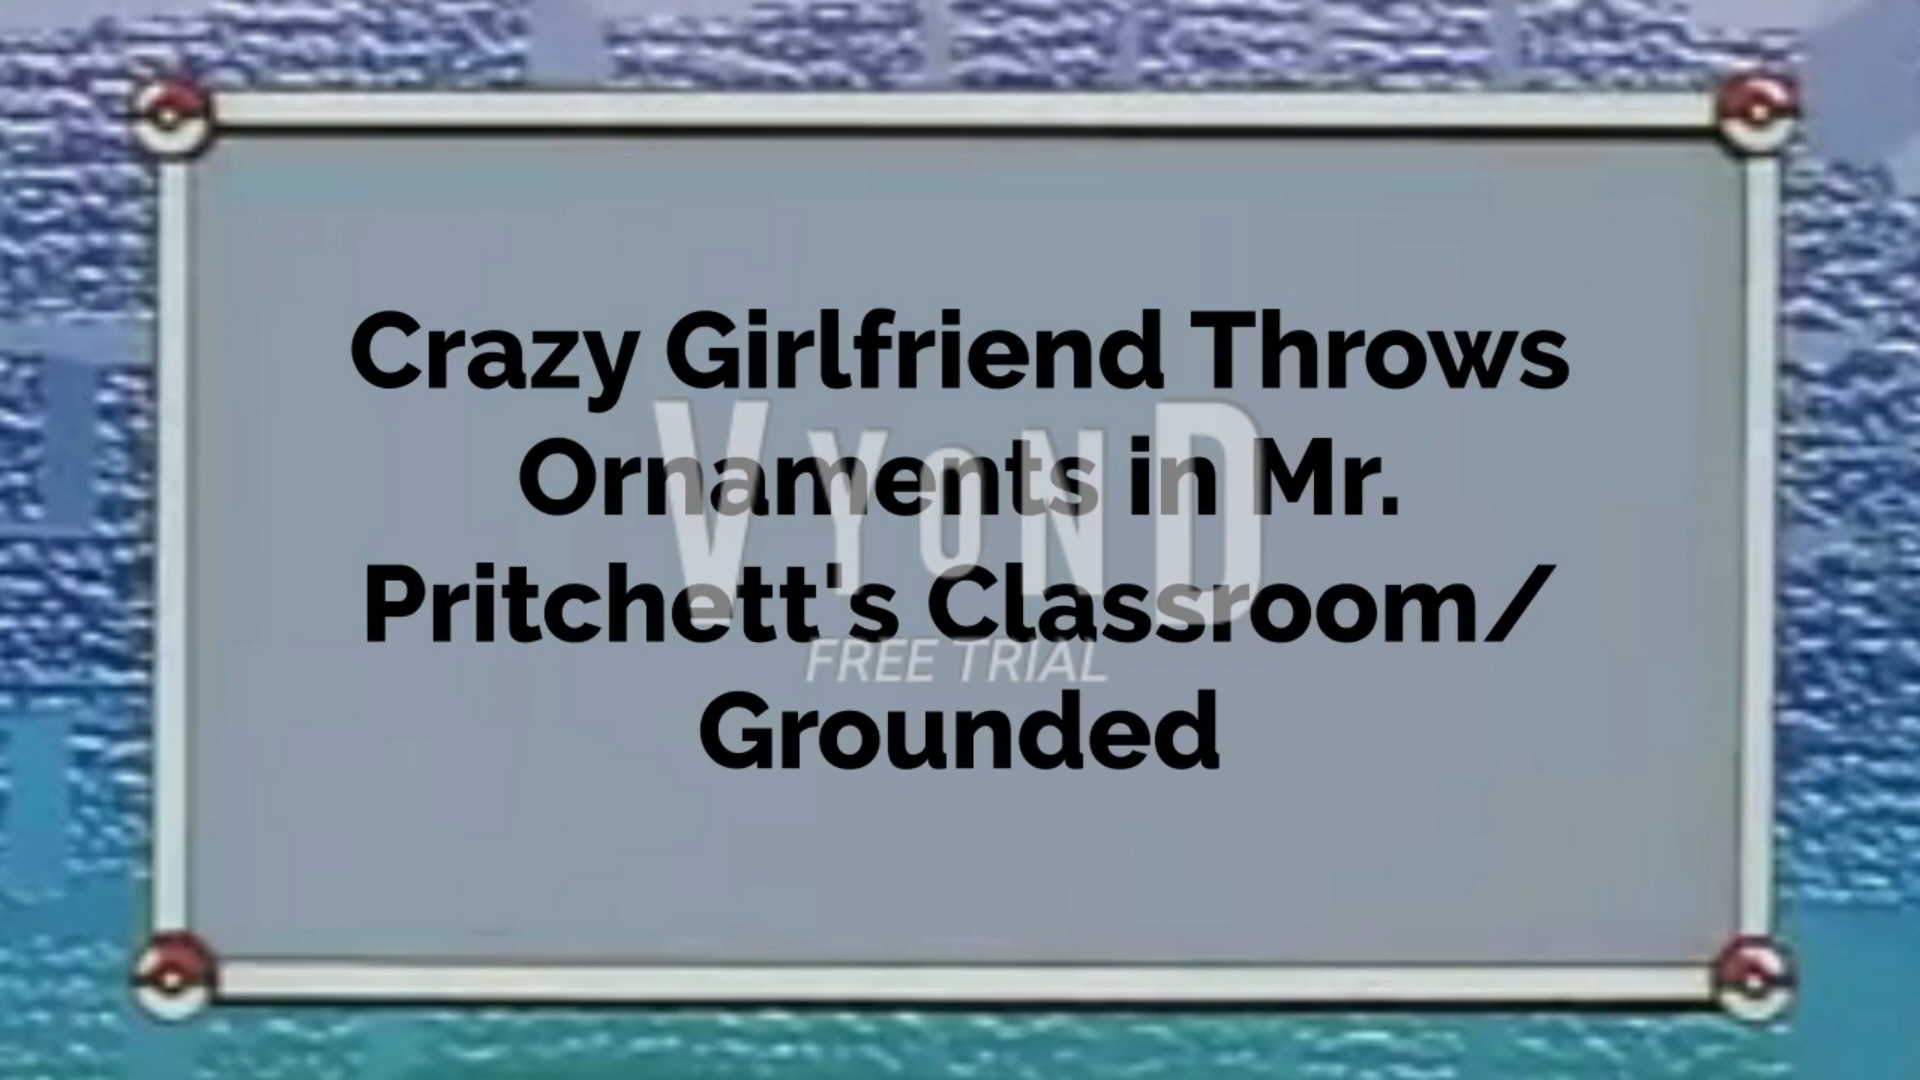 Crazy Girlfriend Throws
Ornaments in Mr.
Pritchett's Classroom/
Grounded
VYOND
FREE TRIAL